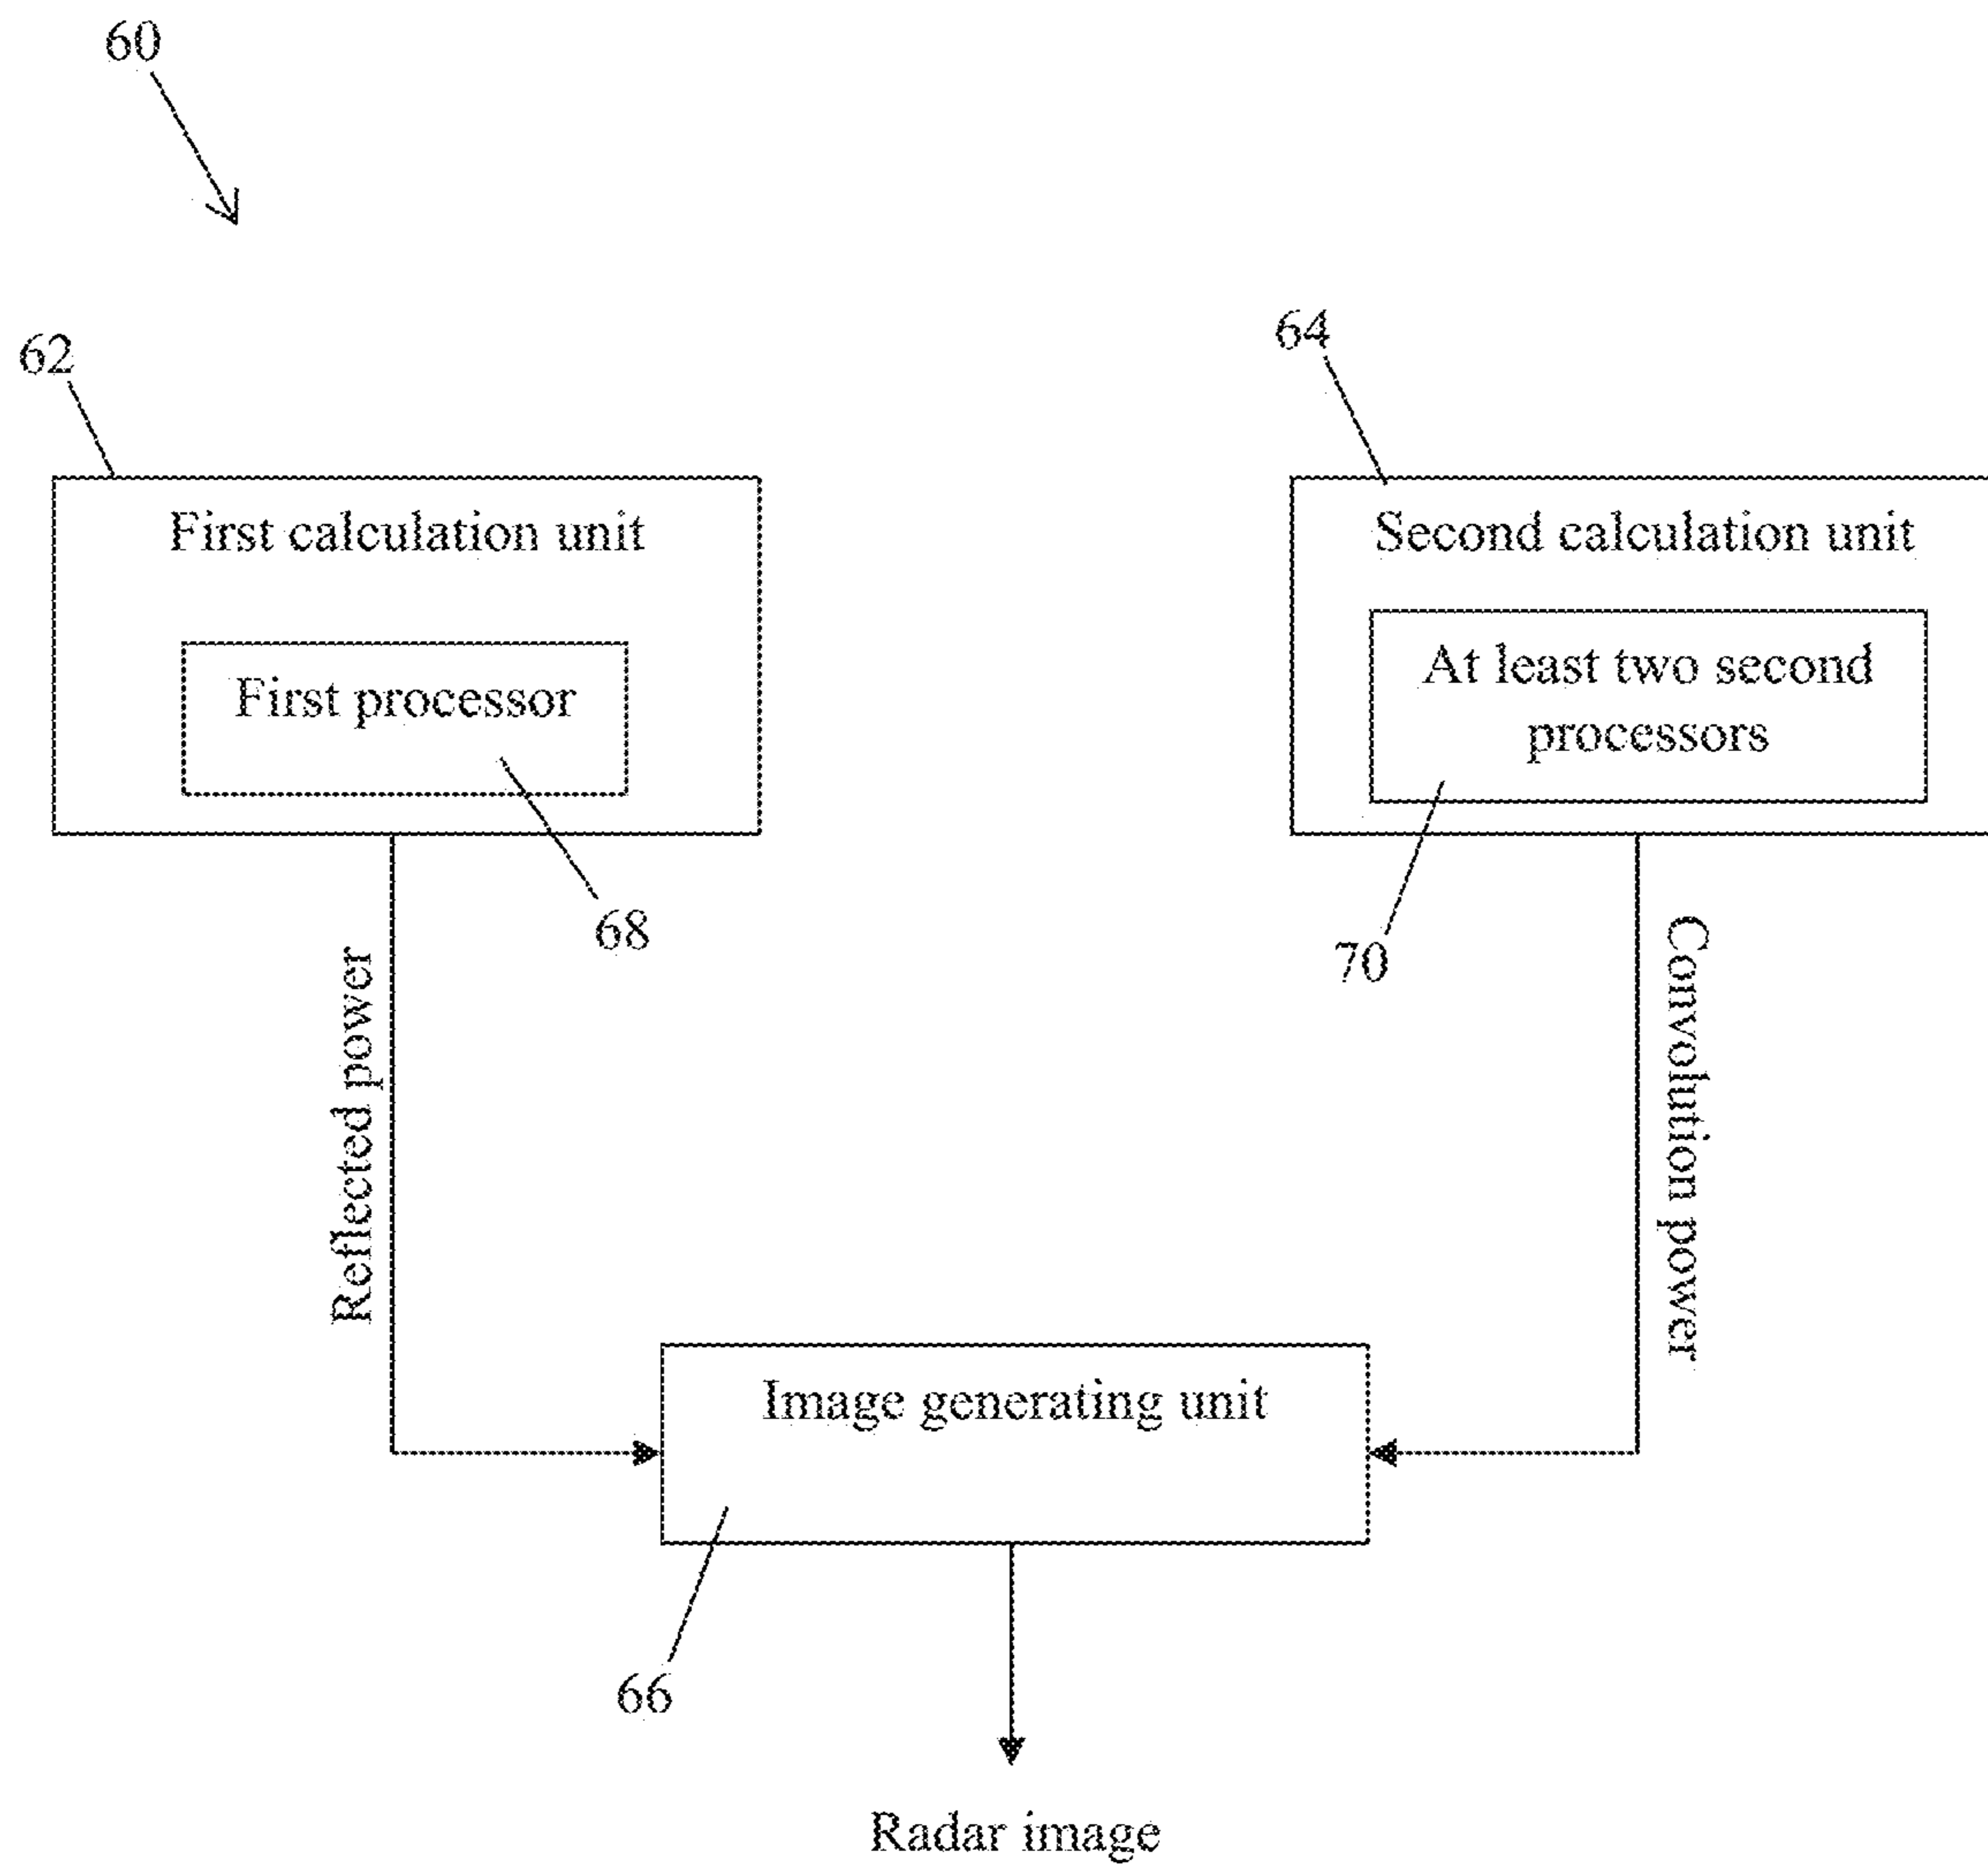 60
62
64
First calculation unit
First processor
68
Second calculation unit
At least two second
processors
70
Reflected power
Convolution power
Image generating unit
66
Radar image